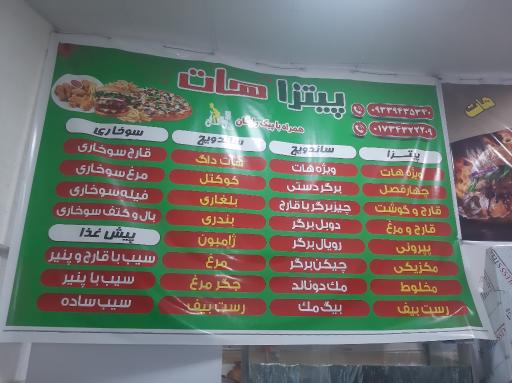 پیتزا هات
همراه با پیک رایگان
هات
پیتزا
ویژه هات
چهارفصل
قارچ و گوشت
قارچ و مرغ
پپرونی
مکزیکی
مخلوط
رست بیف
ساندویچ
ویژه هات
برگر دستی
چیزبرگر با قارچ
دوبل برگر
رویال برگر
چیکن برگر
مک دونالد
بیگ مک
ساندویچ
هات داگ
کوکتل
بلغاری
بندری
ژامبون
مرغ
جگر مرغ
رست بیف
سوخاری
قارچ سوخاری
مرغ سوخاری
فیله سوخاری
بال و کتف سوخاری
پیش غذا
سیب با قارچ و پنیر
سیب با پنیر
سیب ساده